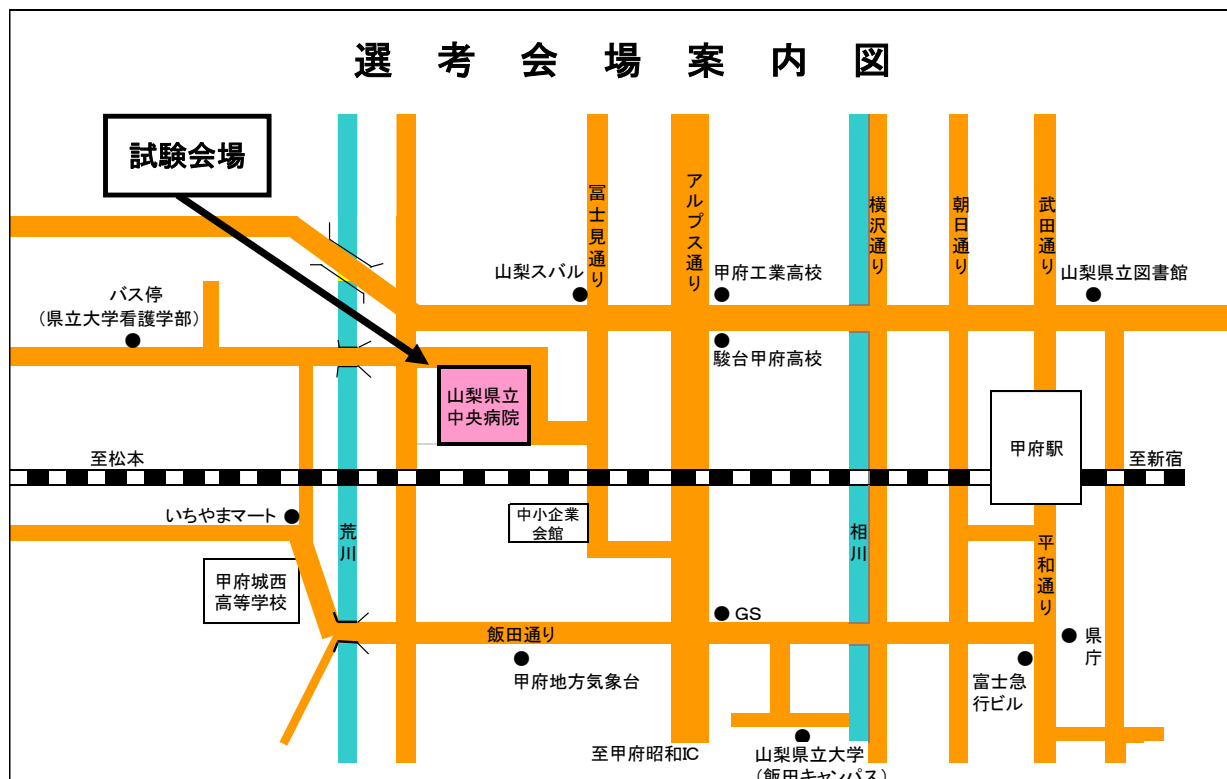 選考会場案内図
試験会場
冨士見通り
アルプス通り
横沢通り
朝日通り
武田通り
山梨スバル
甲府工業高校
山梨県立図書館
バス停
（県立大学看護学部）
駿台甲府高校
山梨県立
中央病院
甲府駅
至松本
至新宿
いちやまマート
荒川
中小企業
会館
相川
平和通り
甲府城西
高等学校
GS
飯田通り
県庁
甲府地方気象台
富士急
行ビル
至甲府昭和IC
山梨県立大学
（飯田キャンパス）